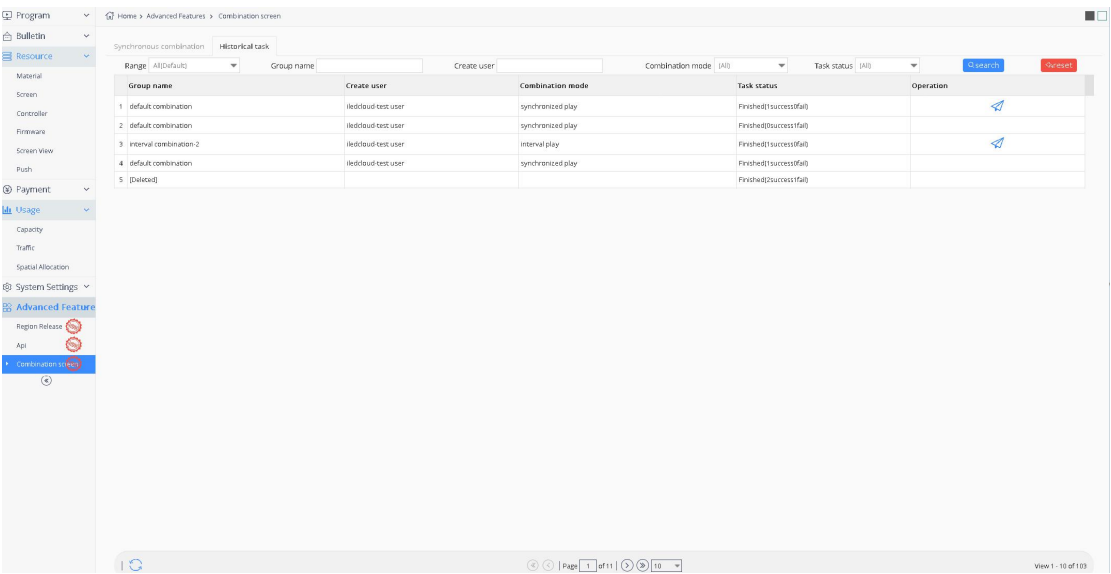 Program
Home › Advanced Features › Combination screen
Bulletin
Resource
Material
Screen
Controller
Firmware
Screen View
Push
Payment
Usage
Capacity
Traffic
Spatial Allocation
System Settings
Advanced Feature
Region Release
Api
Combination screen
Synchronous combination Historical task
Range All(Default) Group name Create user Combination mode (All) Task status (All) search reset
Group name Create user Combination mode Task status Operation
1 default combination iledcloud-test user synchronized play Finished(1success0fail)
2 default combination iledcloud-test user synchronized play Finished(0success1fail)
3 interval combination-2 iledcloud-test user interval play Finished(1success0fail)
4 default combination iledcloud-test user synchronized play Finished(1success0fail)
5 [Deleted] Finished(2success1fail)
Page 1 of 11 10 View 1 - 10 of 103